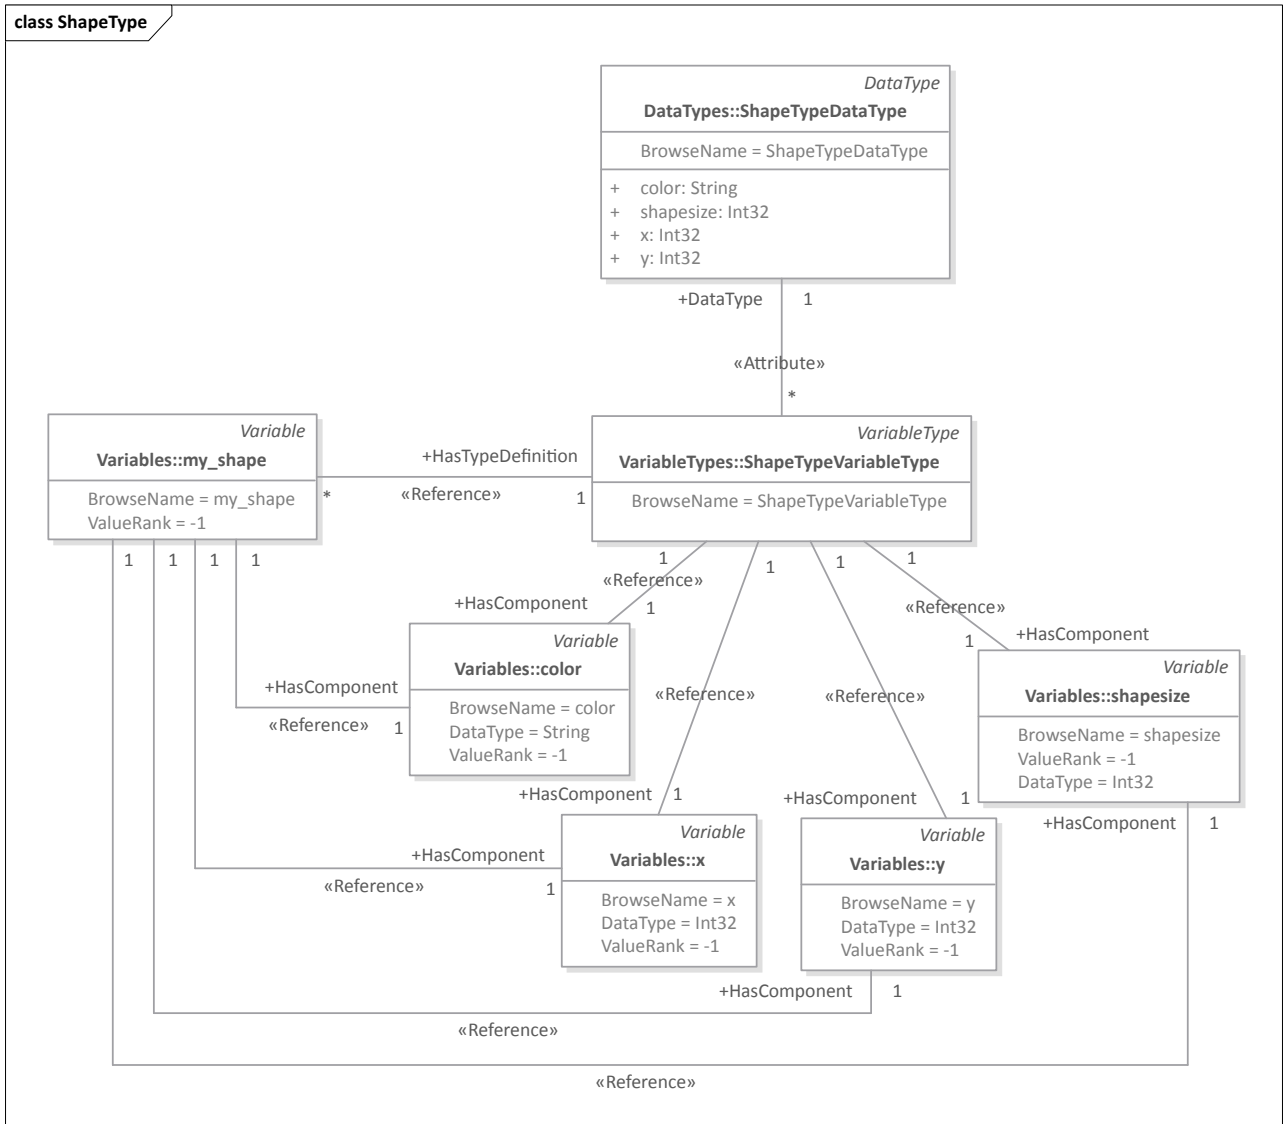 class ShapeType
DataType
DataTypes::ShapeTypeDataType
BrowseName = ShapeTypeDataType
+ color: String
+ shapesize: Int32
+ x: Int32
+ y: Int32
+DataType 1
«Attribute»
*
Variable
Variables::my_shape
BrowseName = my_shape
ValueRank = -1
+HasTypeDefinition
* «Reference» 1
VariableType
VariableTypes::ShapeTypeVariableType
BrowseName = ShapeTypeVariableType
1 1 1 1
1 1 1 1
«Reference»
+HasComponent 1
«Reference»
1 +HasComponent
Variable
Variables::color
BrowseName = color
DataType = String
ValueRank = -1
+HasComponent
«Reference» 1
«Reference»
«Reference»
Variable
Variables::shapesize
BrowseName = shapesize
ValueRank = -1
DataType = Int32
+HasComponent 1
+HasComponent 1
+HasComponent 1
Variable
Variables::x
BrowseName = x
DataType = Int32
ValueRank = -1
+HasComponent
«Reference» 1
Variable
Variables::y
BrowseName = y
DataType = Int32
ValueRank = -1
+HasComponent 1
«Reference»
«Reference»